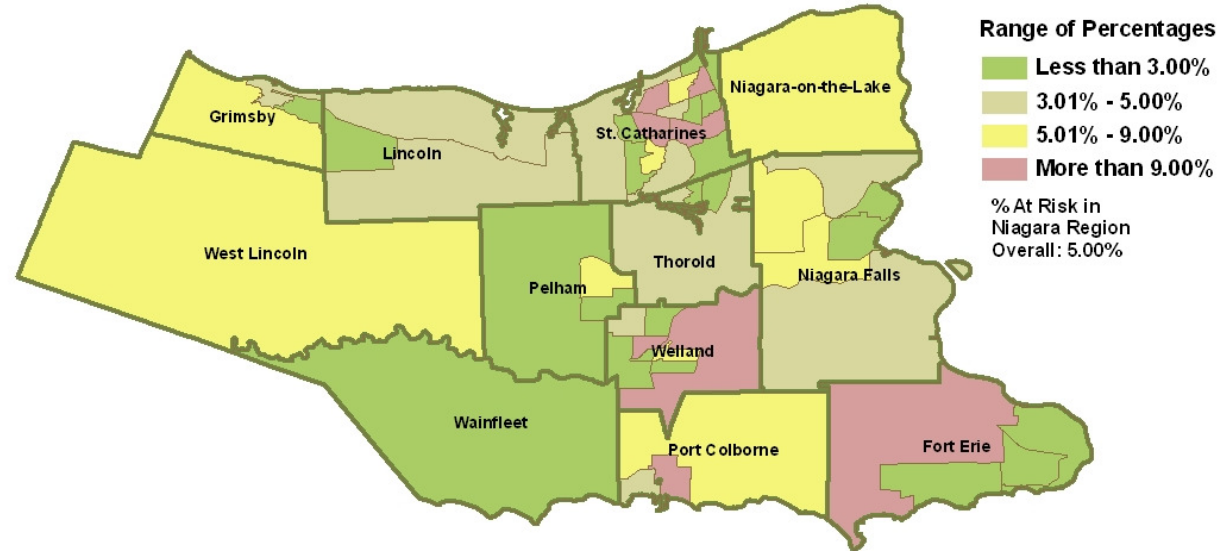 Range of Percentages
Less than 3.00%
3.01% - 5.00%
5.01% - 9.00%
More than 9.00%
% At Risk in
Niagara Region
Overall: 5.00%
Niagara-on-the-Lake
Grimsby
St. Catharines
Lincoln
West Lincoln
Thorold
Niagara Falls
Pelham
Welland
Wainfleet
Port Colborne
Fort Erie